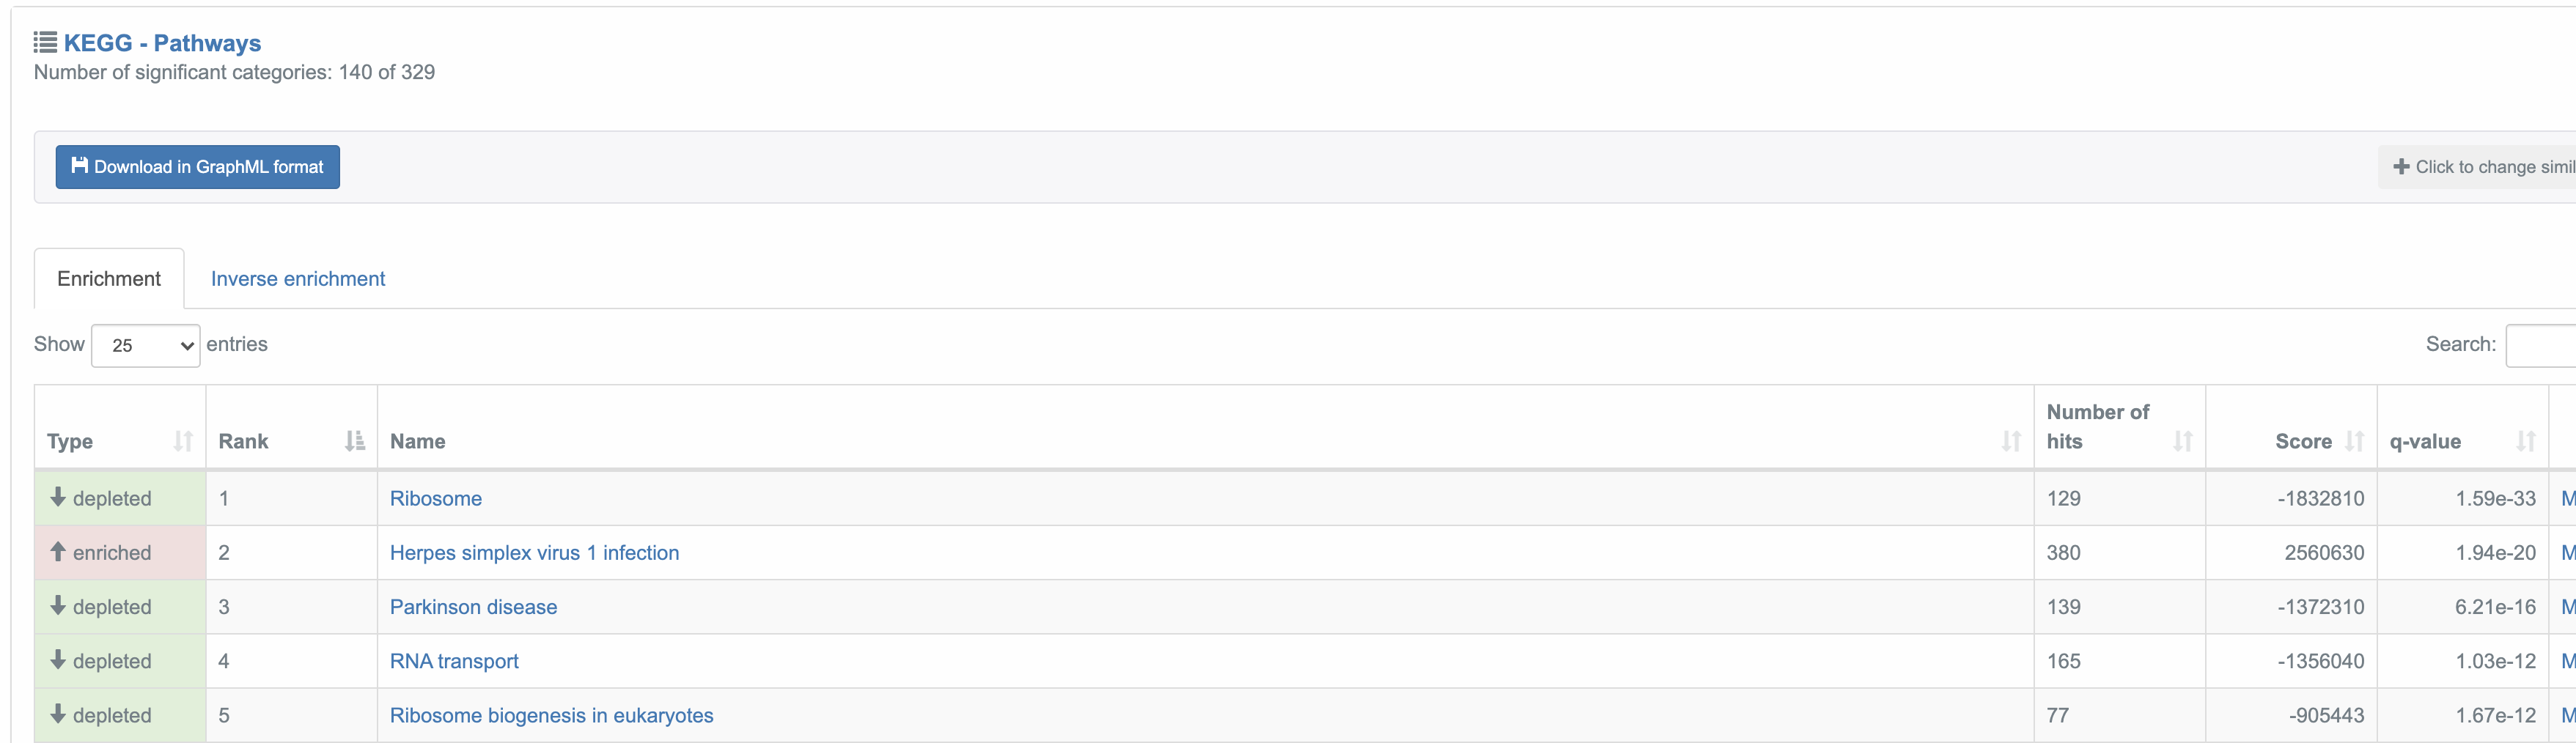 KEGG - Pathways
Number of significant categories: 140 of 329
Download in GraphML format
Click to change
Enrichment
Inverse enrichment
Show 25 entries
Search:
Type Rank Name Number of hits Score q-value
depleted 1 Ribosome 129 -1832810 1.59e-33
enriched 2 Herpes simplex virus 1 infection 380 2560630 1.94e-20
depleted 3 Parkinson disease 139 -1372310 6.21e-16
depleted 4 RNA transport 165 -1356040 1.03e-12
depleted 5 Ribosome biogenesis in eukaryotes 77 -905443 1.67e-12